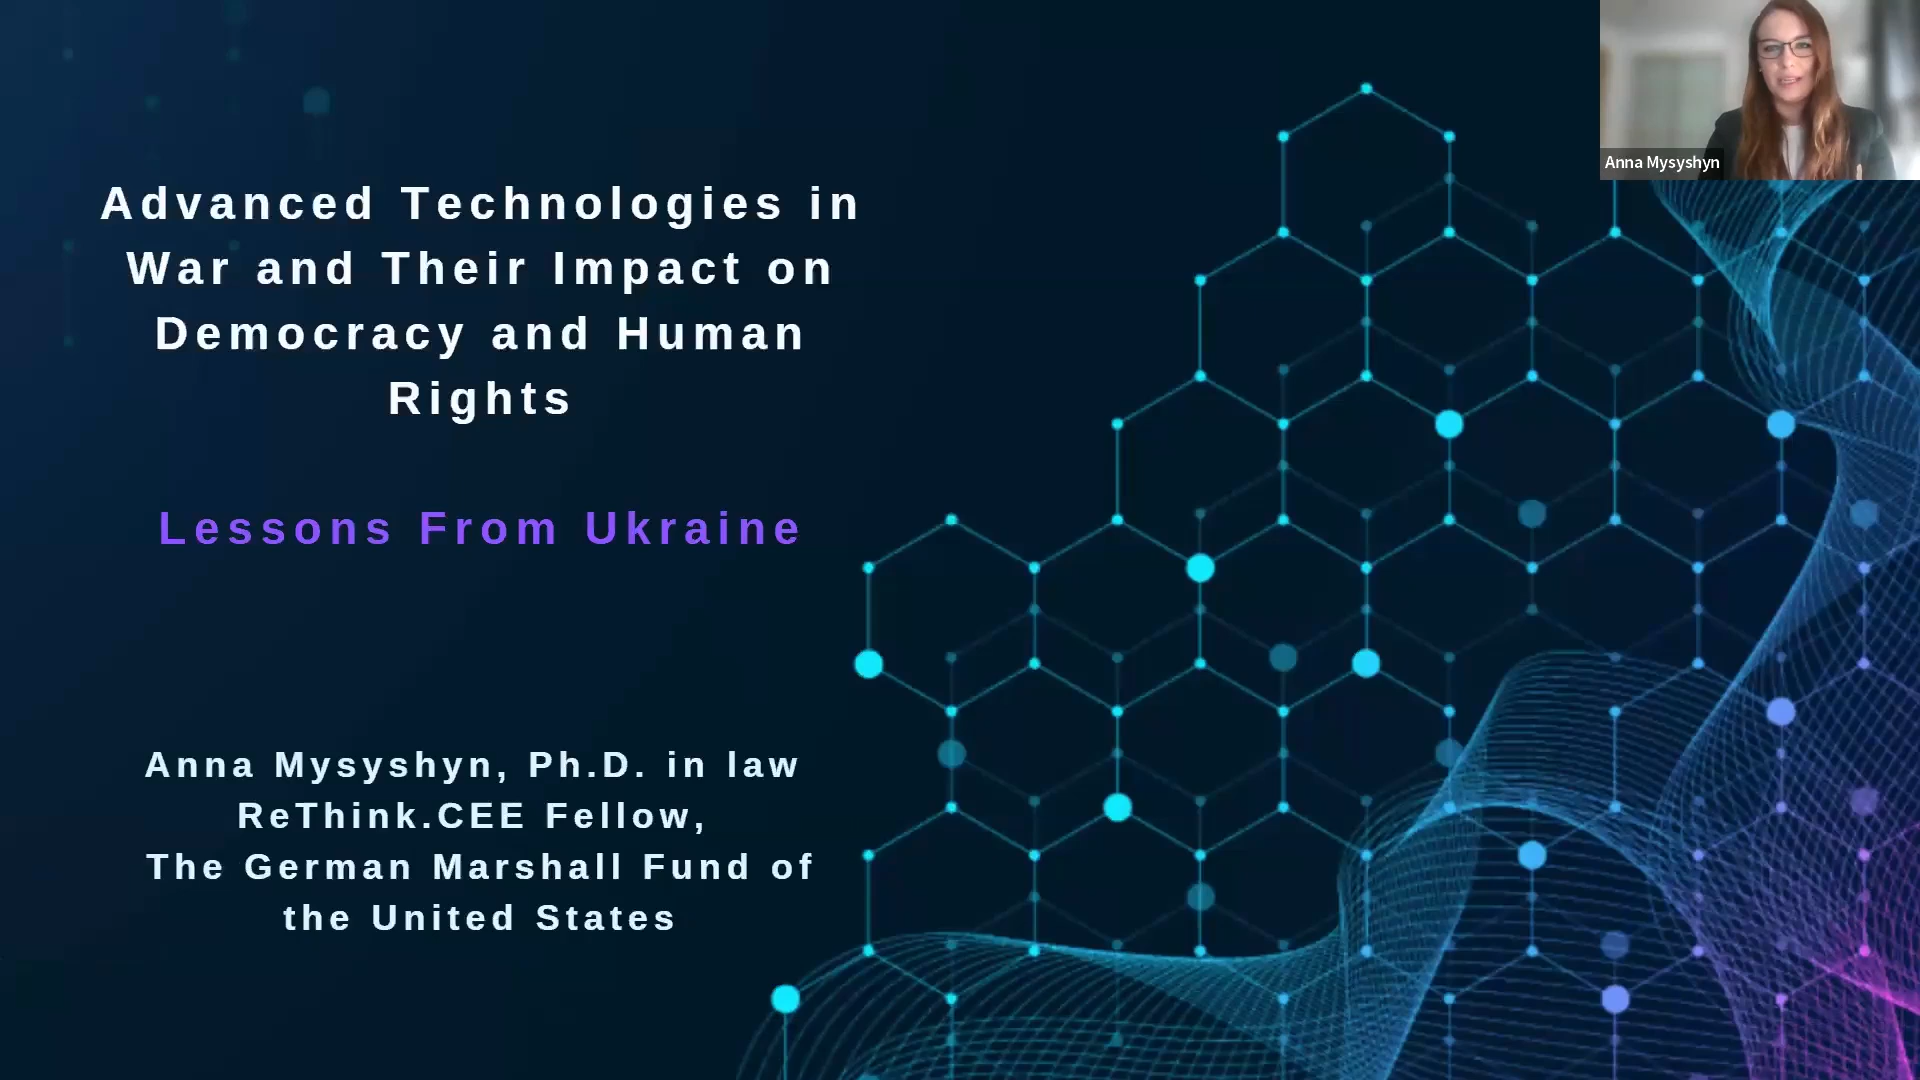 Advanced Technologies in
War and Their Impact on
Democracy and Human
Rights
Lessons From Ukraine
Anna Mysyshyn, Ph.D. in law
ReThink.CEE Fellow,
The German Marshall Fund of
the United States
Anna Mysyshyn